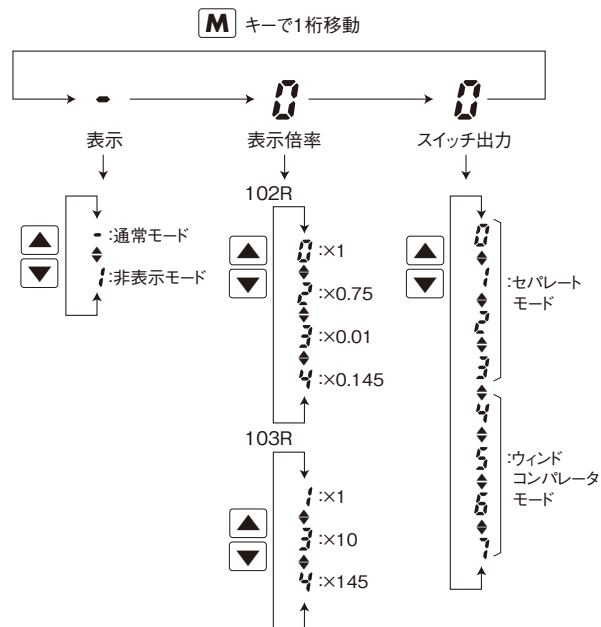 M キーで1桁移動
- 0 0
表示 表示倍率 スイッチ出力
102R
-:通常モード
1:非表示モード
0:×1
2:×0.75
3:×0.01
4:×0.145
103R
1:×1
3:×10
4:×145
0
1
2
3
:セパレート
モード
4
5
6
7
:ウィンド
コンパレータ
モード